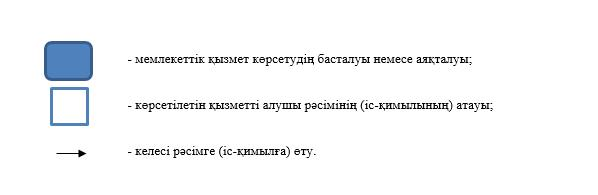 - мемлекеттік қызмет көрсетудің басталуы немесе аяқталуы;
- көрсетілетін қызметті алушы рәсімінің (іс-қимылының) атауы;
- келесі рәсімге (іс-қимылға) өту.